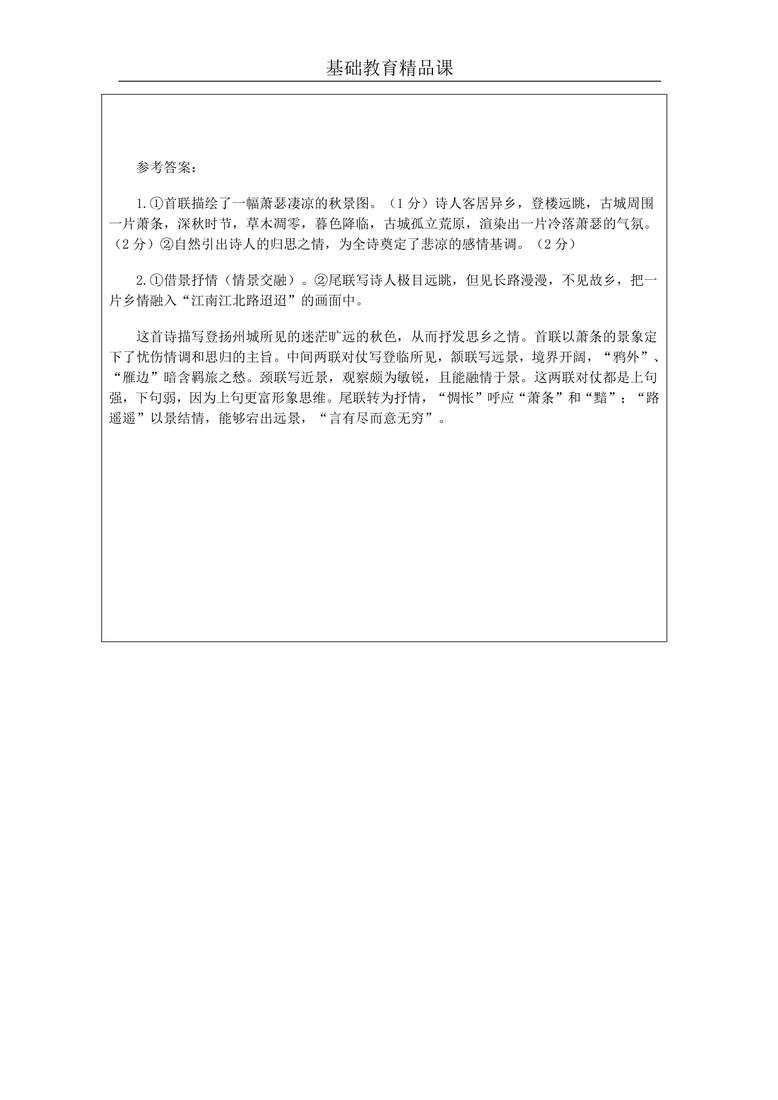 基础教育精品课
参考答案：
1.①首联描绘了一幅萧瑟凄凉的秋景图。（1 分）诗人客居异乡，登楼远眺，古城周围
一片萧条，深秋时节，草木凋零，暮色降临，古城孤立荒原，渲染出一片冷落萧瑟的气氛。
（2 分）②自然引出诗人的归思之情，为全诗奠定了悲凉的感情基调。（2 分）
2.①借景抒情（情景交融）。②尾联写诗人极目远眺，但见长路漫漫，不见故乡，把一
片乡情融入“江南江北路迢迢”的画面中。
这首诗描写登扬州城所见的迷茫旷远的秋色，从而抒发思乡之情。首联以萧条的景象定
下了忧伤情调和思归的主旨。中间两联对仗写登临所见，颔联写远景，境界开阔，“鸦外”、
“雁边”暗含羁旅之愁。颈联写近景，观察颇为敏锐，且能融情于景。这两联对仗都是上句
强，下句弱，因为上句更富形象思维。尾联转为抒情，“惆怅”呼应“萧条”和“黯”；“路
遥遥”以景结情，能够宕出远景，“言有尽而意无穷”。